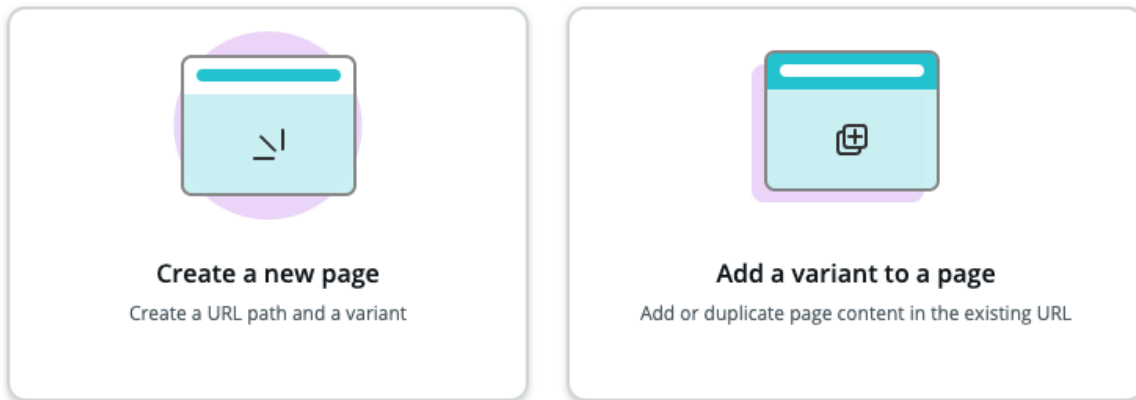 Create a new page
Create a URL path and a variant
Add a variant to a page
Add or duplicate page content in the existing URL